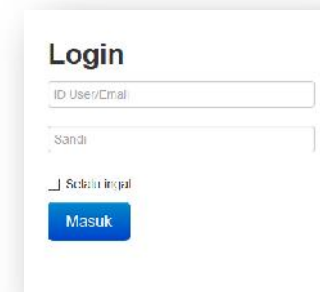 Login
ID User/Email
Sandi
Selalu ingat
Masuk